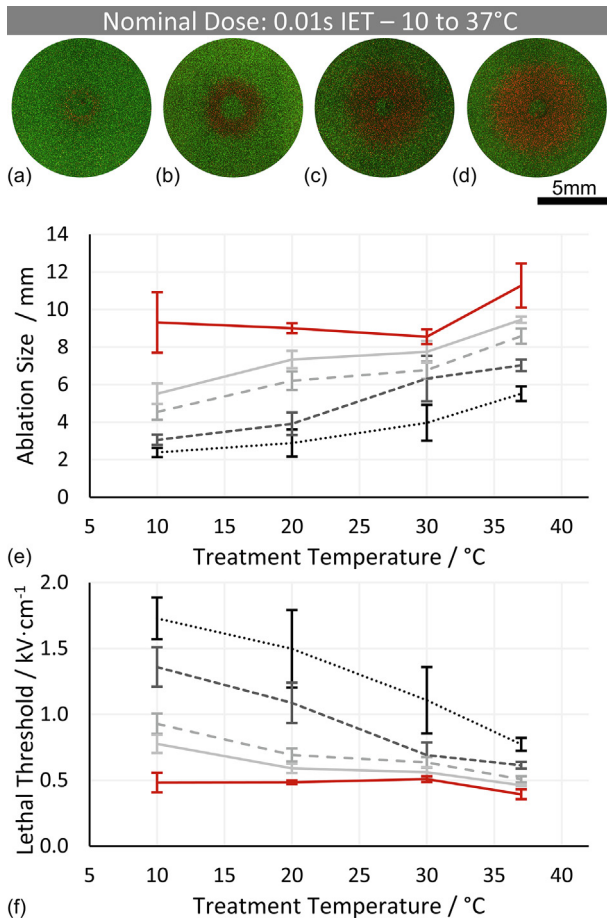 Nominal Dose: 0.01s IET – 10 to 37°C
(a) (b) (c) (d)
5mm
14
12
10
8
6
4
2
0
Ablation Size / mm
5 10 15 20 25 30 35 40
(e) Treatment Temperature / °C
2.0
1.5
1.0
0.5
0.0
Lethal Threshold / kV·cm⁻¹
5 10 15 20 25 30 35 40
(f) Treatment Temperature / °C